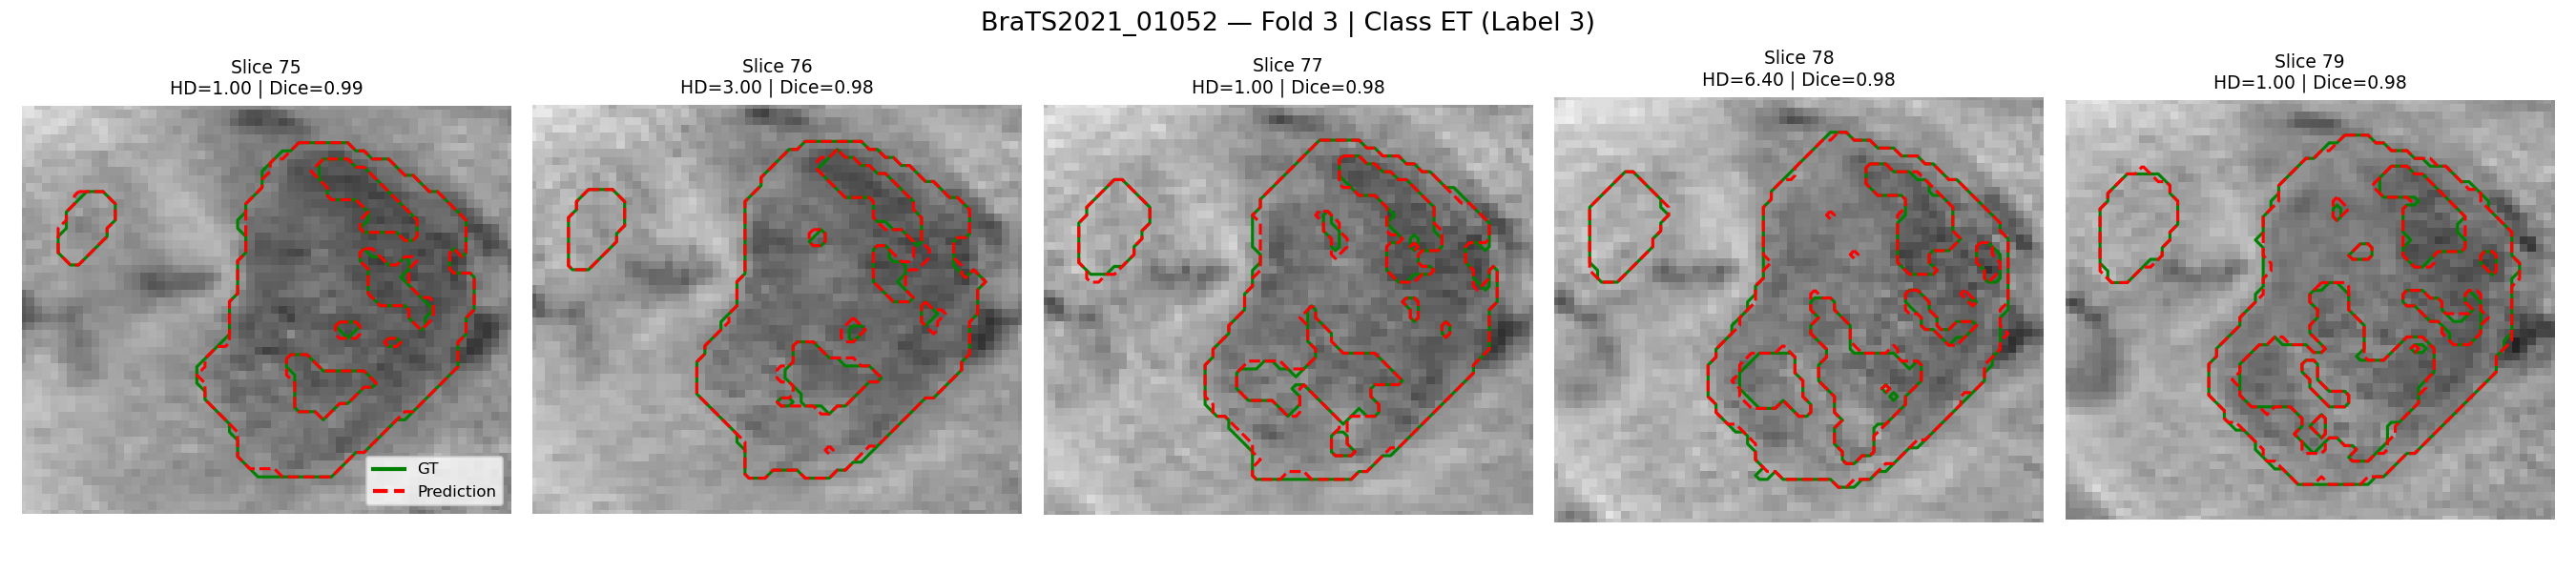 BraTS2021_01052 — Fold 3 | Class ET (Label 3)
Slice 75
HD=1.00 | Dice=0.99
Slice 76
HD=3.00 | Dice=0.98
Slice 77
HD=1.00 | Dice=0.98
Slice 78
HD=6.40 | Dice=0.98
Slice 79
HD=1.00 | Dice=0.98
GT
Prediction